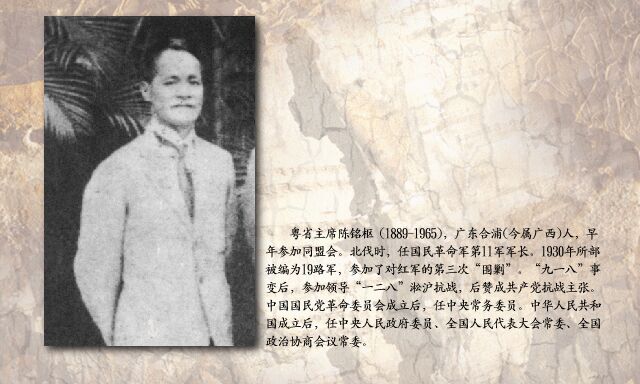 粤省主席陈铭枢(1889-1965)，广东合浦(今属广西)人，早
年参加同盟会。北伐时，任国民革命军第11军军长。1930年所部
被编为19路军，参加了对红军的第三次“围剿”。“九一八”事
变后，参加领导“一二八”淞沪抗战，后赞成共产党抗战主张。
中国国民党革命委员会成立后，任中央常务委员。中华人民共和
国成立后，任中央人民政府委员、全国人民代表大会常委、全国
政治协商会议常委。